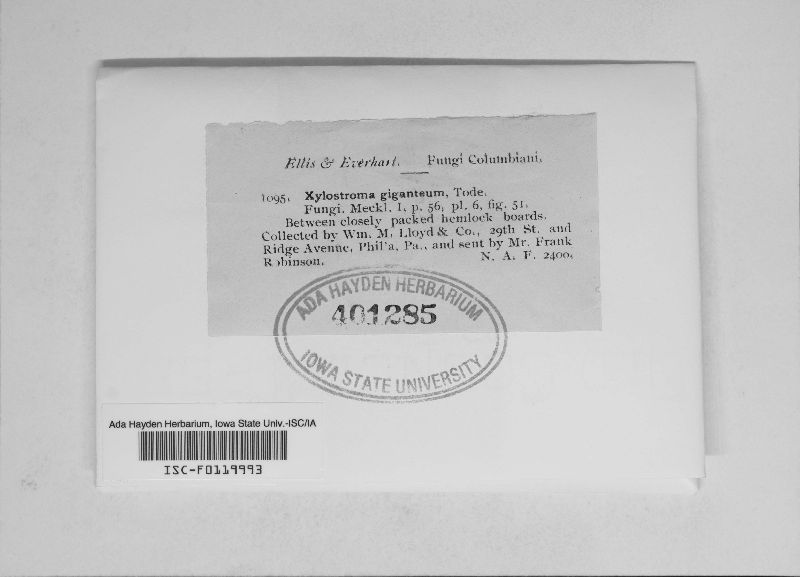 Ellis & Everhart. — Fungi Columbiani.
1095. Xylostroma giganteum, Tode.
Fungi. Meckl. 1, p. 56, pl. 6, fig. 51.
Between closely packed hemlock boards.
Collected by Wm. M. Lloyd & Co., 29th St. and
Ridge Avenue, Phil'a, Pa., and sent by Mr. Frank
Robinson. N. A. F. 2400.
ADA HAYDEN HERBARIUM
401285
IOWA STATE UNIVERSITY
Ada Hayden Herbarium, Iowa State Univ.-ISC/IA
ISC-F0119993